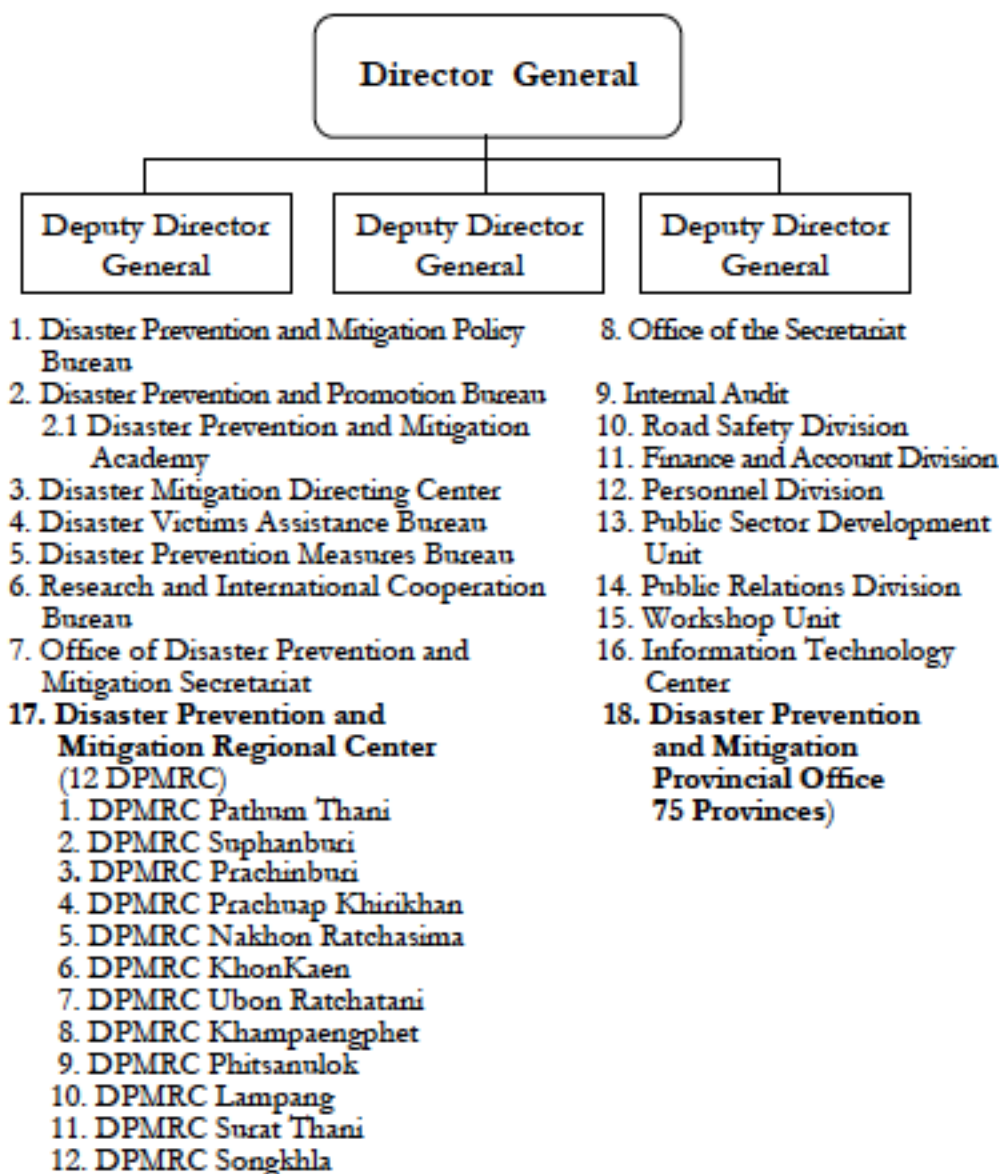 Director General
Deputy Director
General
Deputy Director
General
Deputy Director
General
1. Disaster Prevention and Mitigation Policy
Bureau
2. Disaster Prevention and Promotion Bureau
2.1 Disaster Prevention and Mitigation
Academy
3. Disaster Mitigation Directing Center
4. Disaster Victims Assistance Bureau
5. Disaster Prevention Measures Bureau
6. Research and International Cooperation
Bureau
7. Office of Disaster Prevention and
Mitigation Secretariat
17. Disaster Prevention and
Mitigation Regional Center
(12 DPMRC)
1. DPMRC Pathum Thani
2. DPMRC Suphanburi
3. DPMRC Prachinburi
4. DPMRC Prachuap Khirikhan
5. DPMRC Nakhon Ratchasima
6. DPMRC KhonKaen
7. DPMRC Ubon Ratchatani
8. DPMRC Khampaengphet
9. DPMRC Phitsanulok
10. DPMRC Lampang
11. DPMRC Surat Thani
12. DPMRC Songkhla
8. Office of the Secretariat
9. Internal Audit
10. Road Safety Division
11. Finance and Account Division
12. Personnel Division
13. Public Sector Development
Unit
14. Public Relations Division
15. Workshop Unit
16. Information Technology
Center
18. Disaster Prevention
and Mitigation
Provincial Office
75 Provinces)